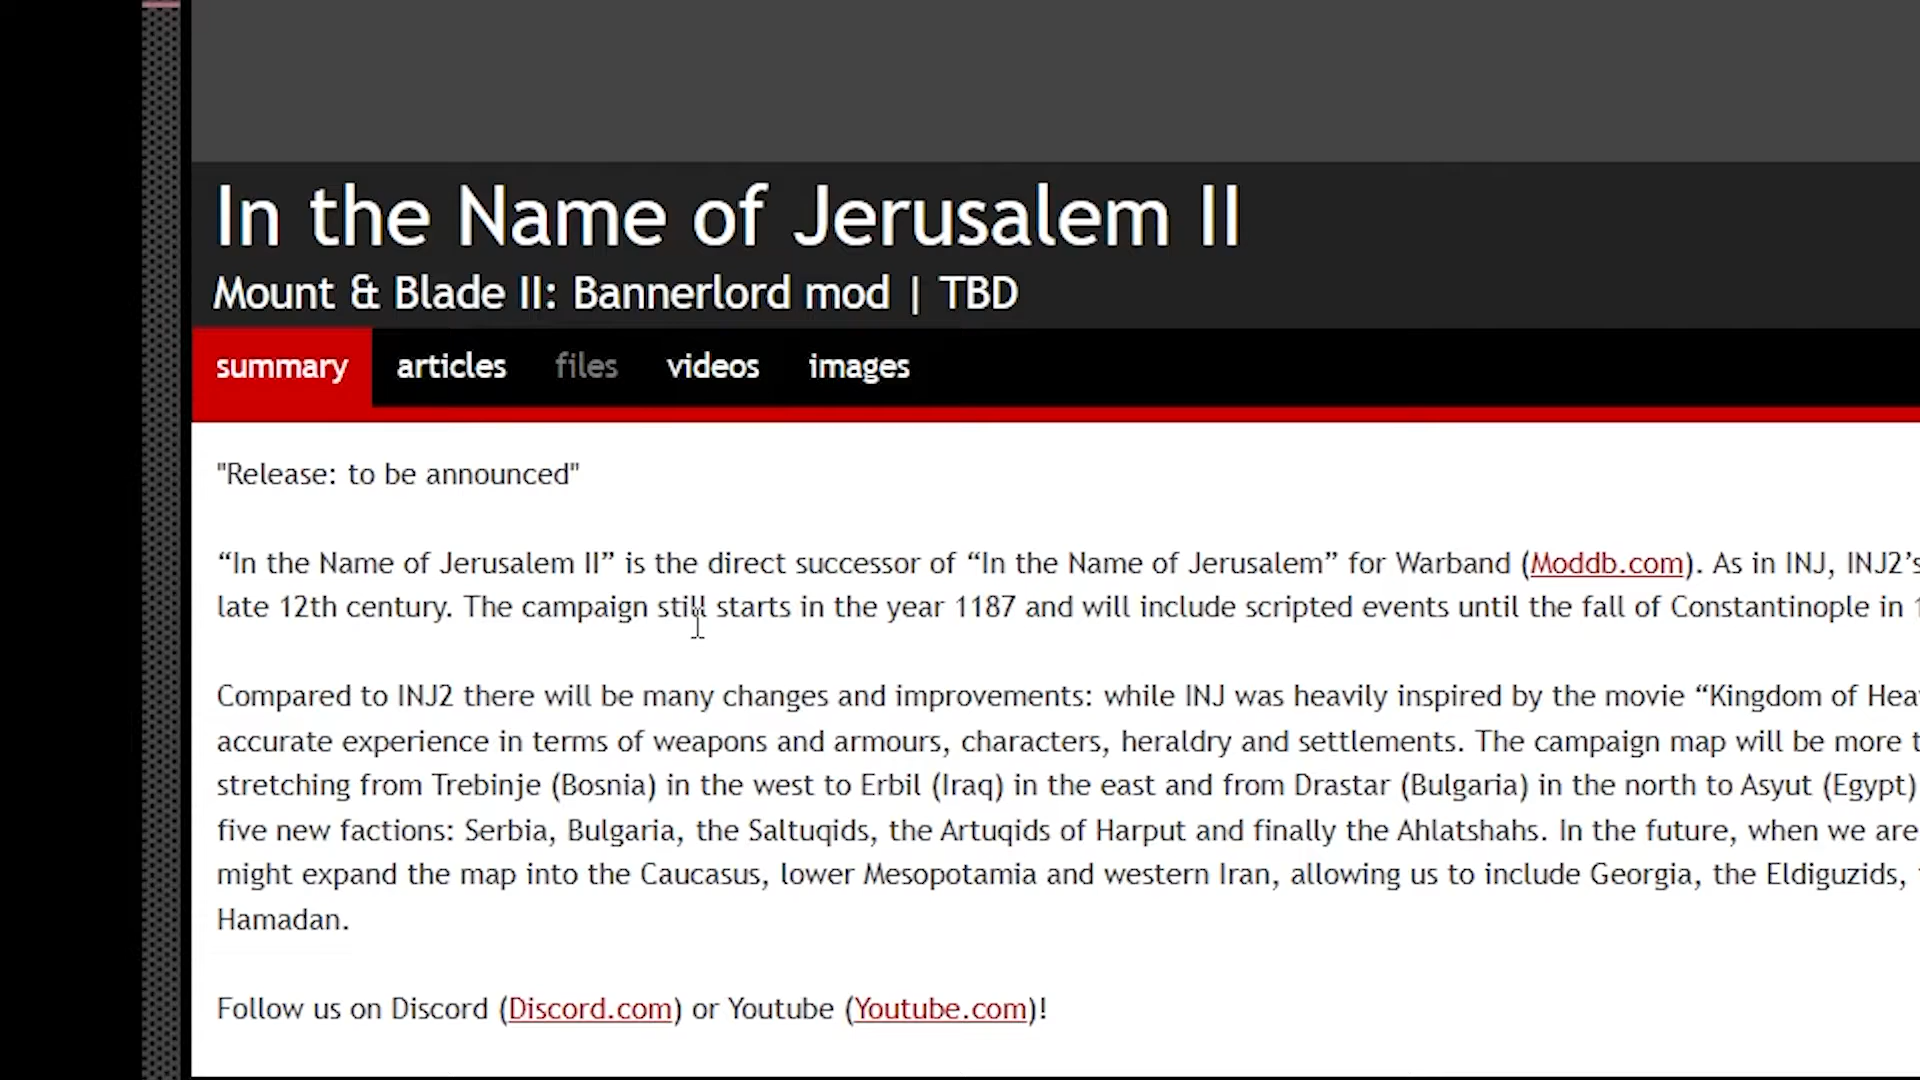 In the Name of Jerusalem II
Mount & Blade II: Bannerlord mod | TBD
summary articles files videos images
"Release: to be announced"
“In the Name of Jerusalem II” is the direct successor of “In the Name of Jerusalem” for Warband (Moddb.com). As in INJ, INJ2’s
late 12th century. The campaign still starts in the year 1187 and will include scripted events until the fall of Constantinople in
Compared to INJ2 there will be many changes and improvements: while INJ was heavily inspired by the movie “Kingdom of Hea
accurate experience in terms of weapons and armours, characters, heraldry and settlements. The campaign map will be more
stretching from Trebinje (Bosnia) in the west to Erbil (Iraq) in the east and from Drastar (Bulgaria) in the north to Asyut (Egypt)
five new factions: Serbia, Bulgaria, the Saltuqids, the Artuqids of Harput and finally the Ahlatshahs. In the future, when we are
might expand the map into the Caucasus, lower Mesopotamia and western Iran, allowing us to include Georgia, the Eldiguzids,
Hamadan.
Follow us on Discord (Discord.com) or Youtube (Youtube.com)!